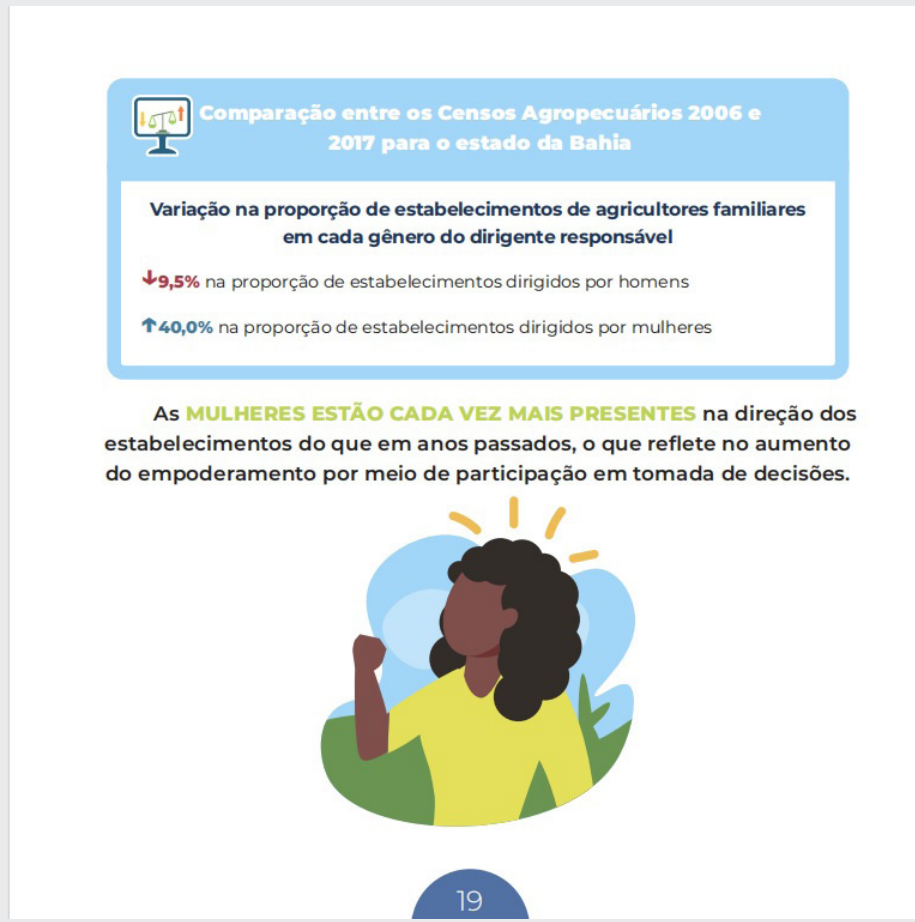 Comparação entre os Censos Agropecuários 2006 e
2017 para o estado da Bahia
Variação na proporção de estabelecimentos de agricultores familiares
em cada gênero do dirigente responsável
↓9,5% na proporção de estabelecimentos dirigidos por homens
↑40,0% na proporção de estabelecimentos dirigidos por mulheres
As MULHERES ESTÃO CADA VEZ MAIS PRESENTES na direção dos
estabelecimentos do que em anos passados, o que reflete no aumento
do empoderamento por meio de participação em tomada de decisões.
19